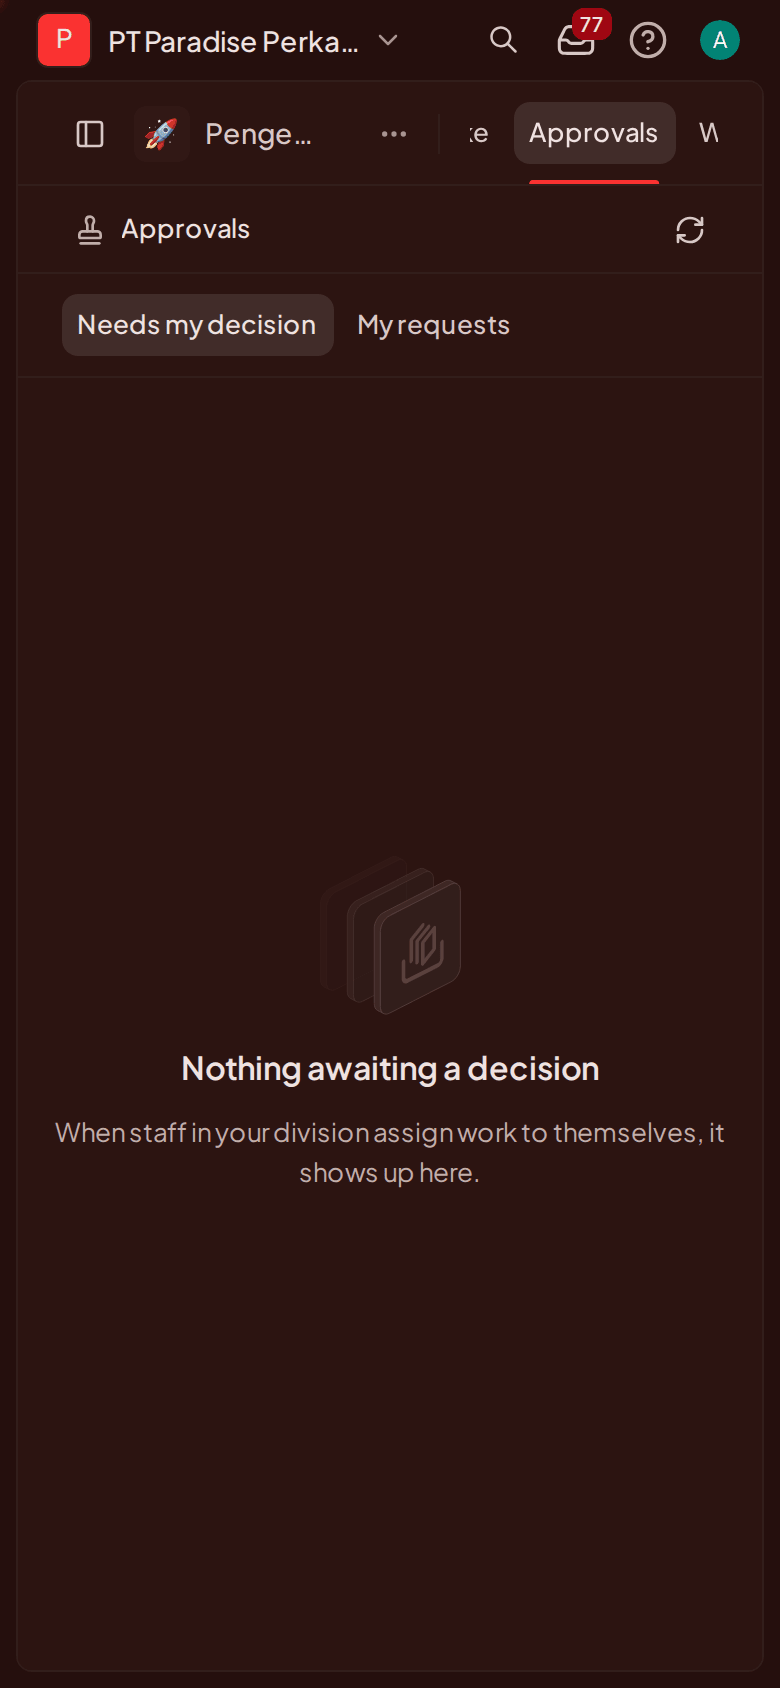 P PT Paradise Perka... 77 A
🚀 Penge... ... ke Approvals W
Approvals
Needs my decision My requests
Nothing awaiting a decision
When staff in your division assign work to themselves, it
shows up here.